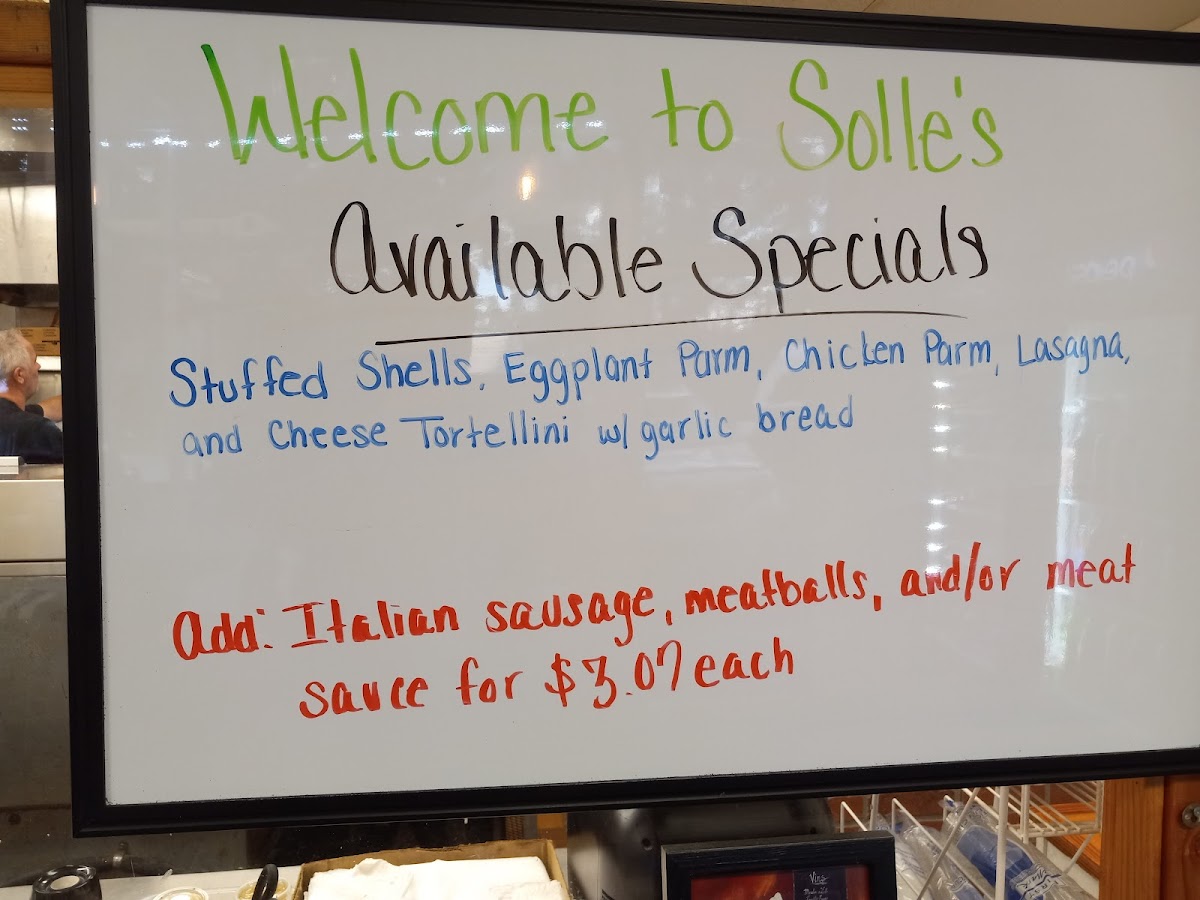 Welcome to Solle's
Available Specials
Stuffed Shells, Eggplant Parm, Chicken Parm, Lasagna,
and Cheese Tortellini w/ garlic bread
Add: Italian sausage, meatballs, and/or meat
sauce for $3.07 each